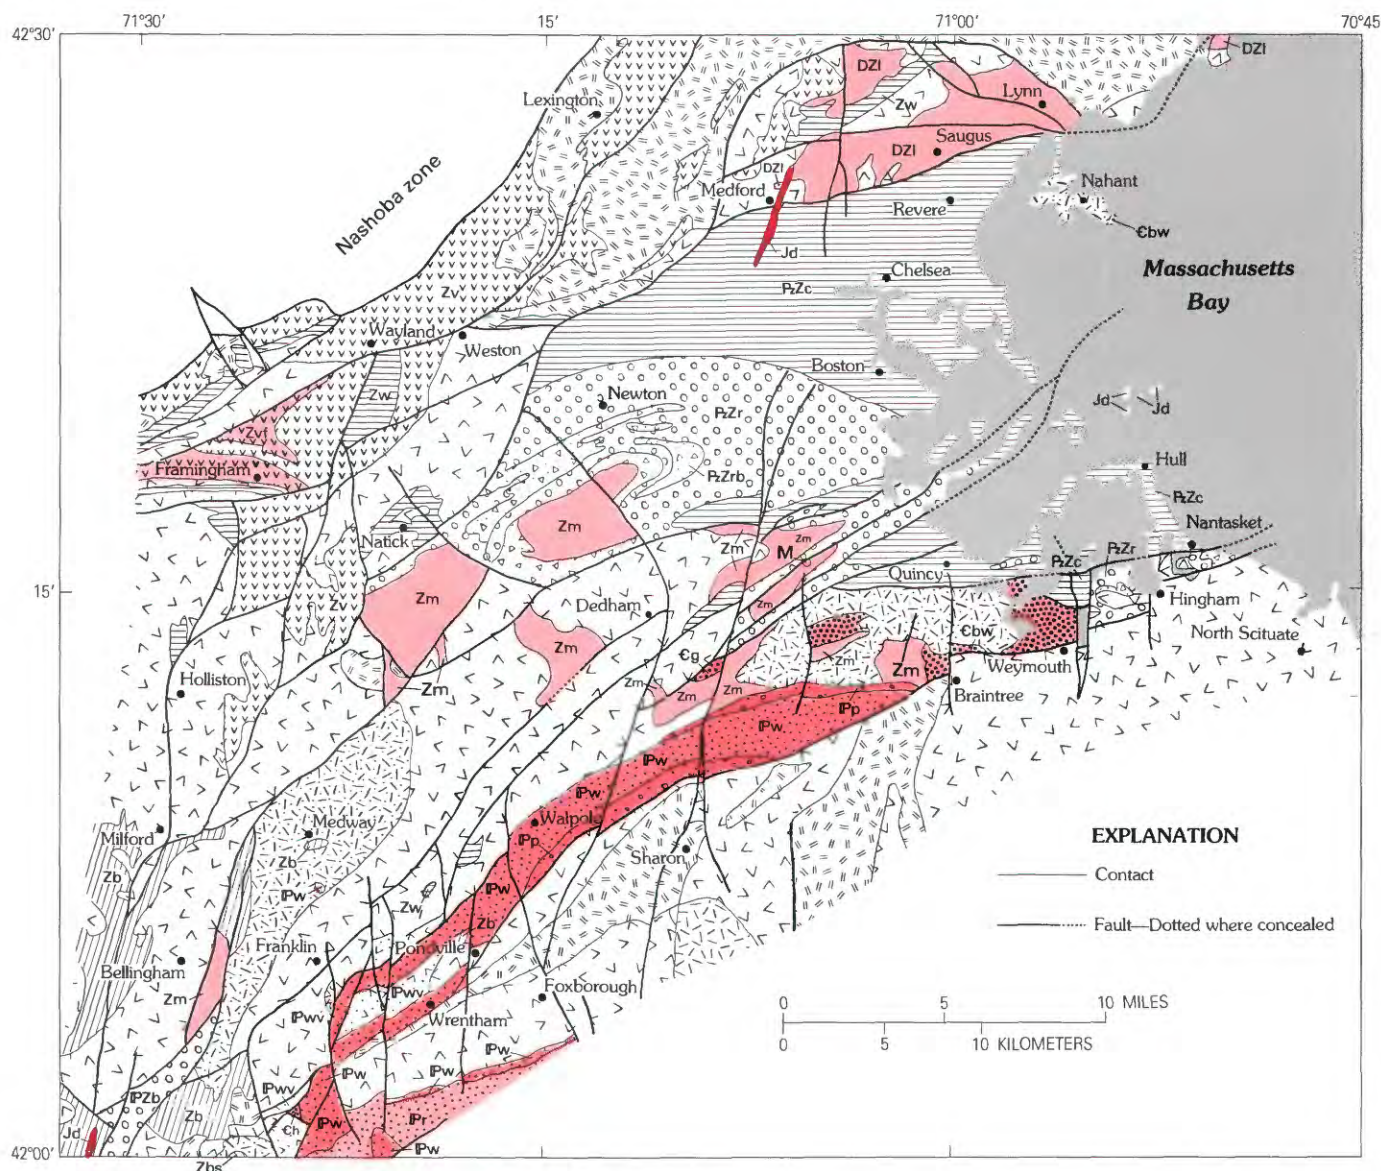 71°30'
15'
71°00'
70°45'
42°30'
DZl
DZl
Lynn
Lexington
Zw
Saugus
DZl
DZl
Nashoba zone
Medford
Nahant
Revere
Єbw
Jd
Chelsea
Massachusetts
Bay
Zv
PzZc
Wayland
Weston
Boston
Zw
Newton
PzZr
Jd
Jd
Zvf
Framingham
PzZrb
Hull
PzZc
Zm
Natick
Zm
Zm
M
Nantasket
PzZc
PzZr
Quincy
15'
Zv
Zm
Dedham
Zm
Hingham
Єbw
North Scituate
Zm
Єg
Zm
Zm
Weymouth
Holliston
Zm
Zm
Zm
Zm
Braintree
ℙp
ℙw
ℙw
ℙw
EXPLANATION
Milford
Medway
Walpole
Contact
ℙp
Sharon
Zb
Zb
ℙw
ℙw
Fault—Dotted where concealed
Zw
Zb
Franklin
Pondville
Bellingham
Foxborough
Zm
ℙwv
0 5 10 MILES
ℙwv
Wrentham
0 5 10 KILOMETERS
ℙw
ℙw
ℙw
ℙwv
ℙZb
Zb
ℙr
Jd
Єh
ℙw
ℙw
42°00'
Zbs